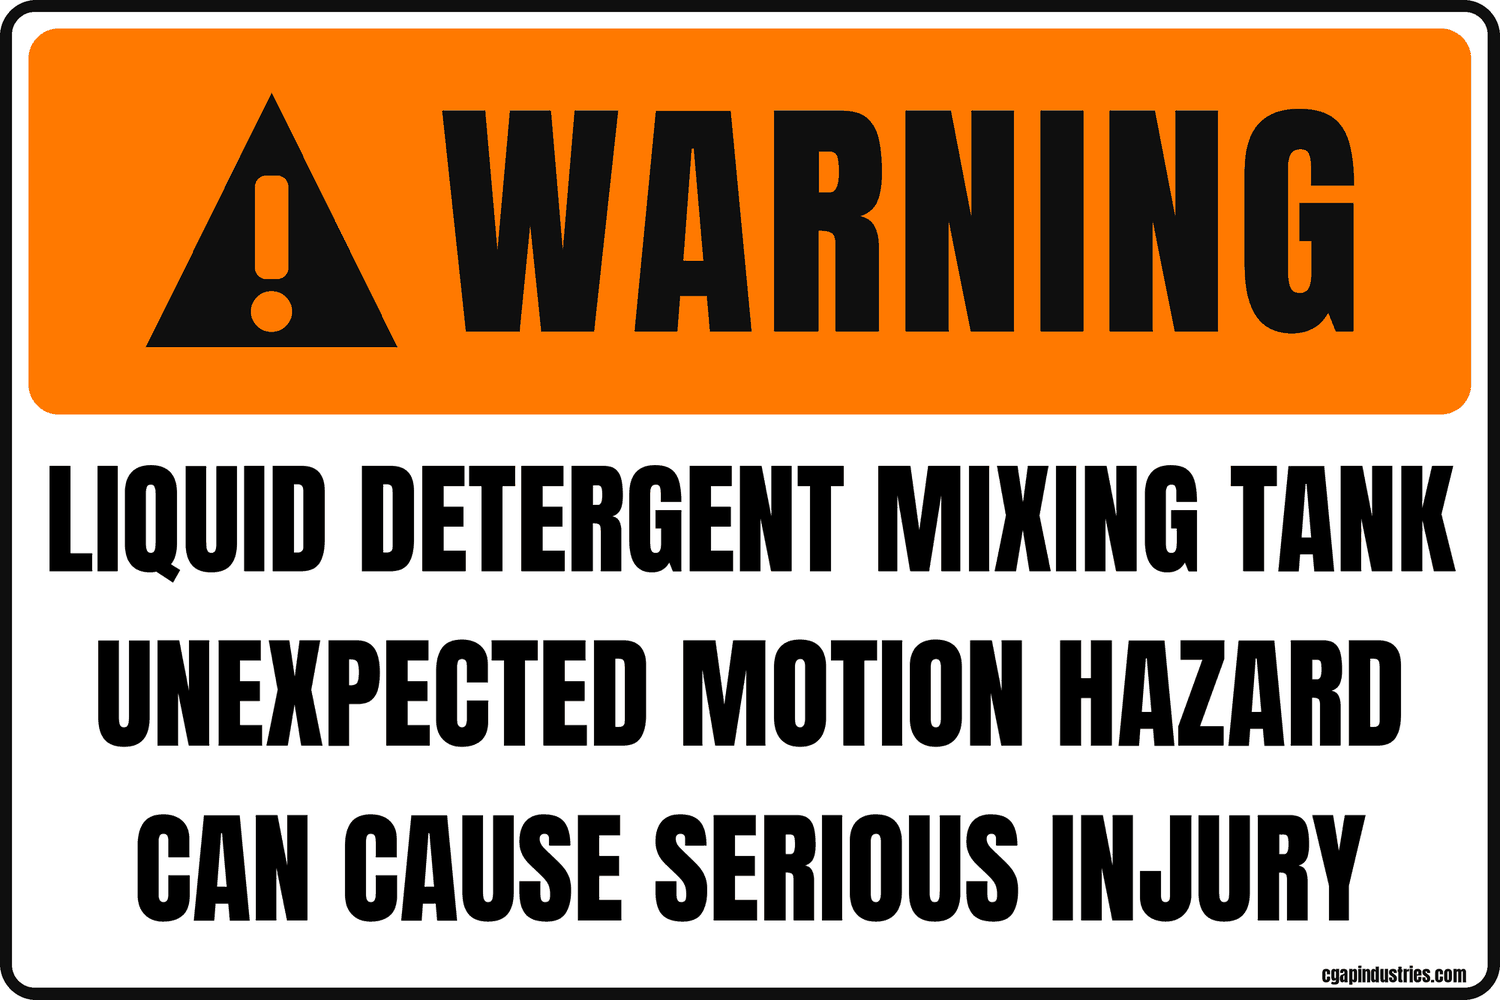 WARNING
LIQUID DETERGENT MIXING TANK
UNEXPECTED MOTION HAZARD
CAN CAUSE SERIOUS INJURY
cgapindustries.com